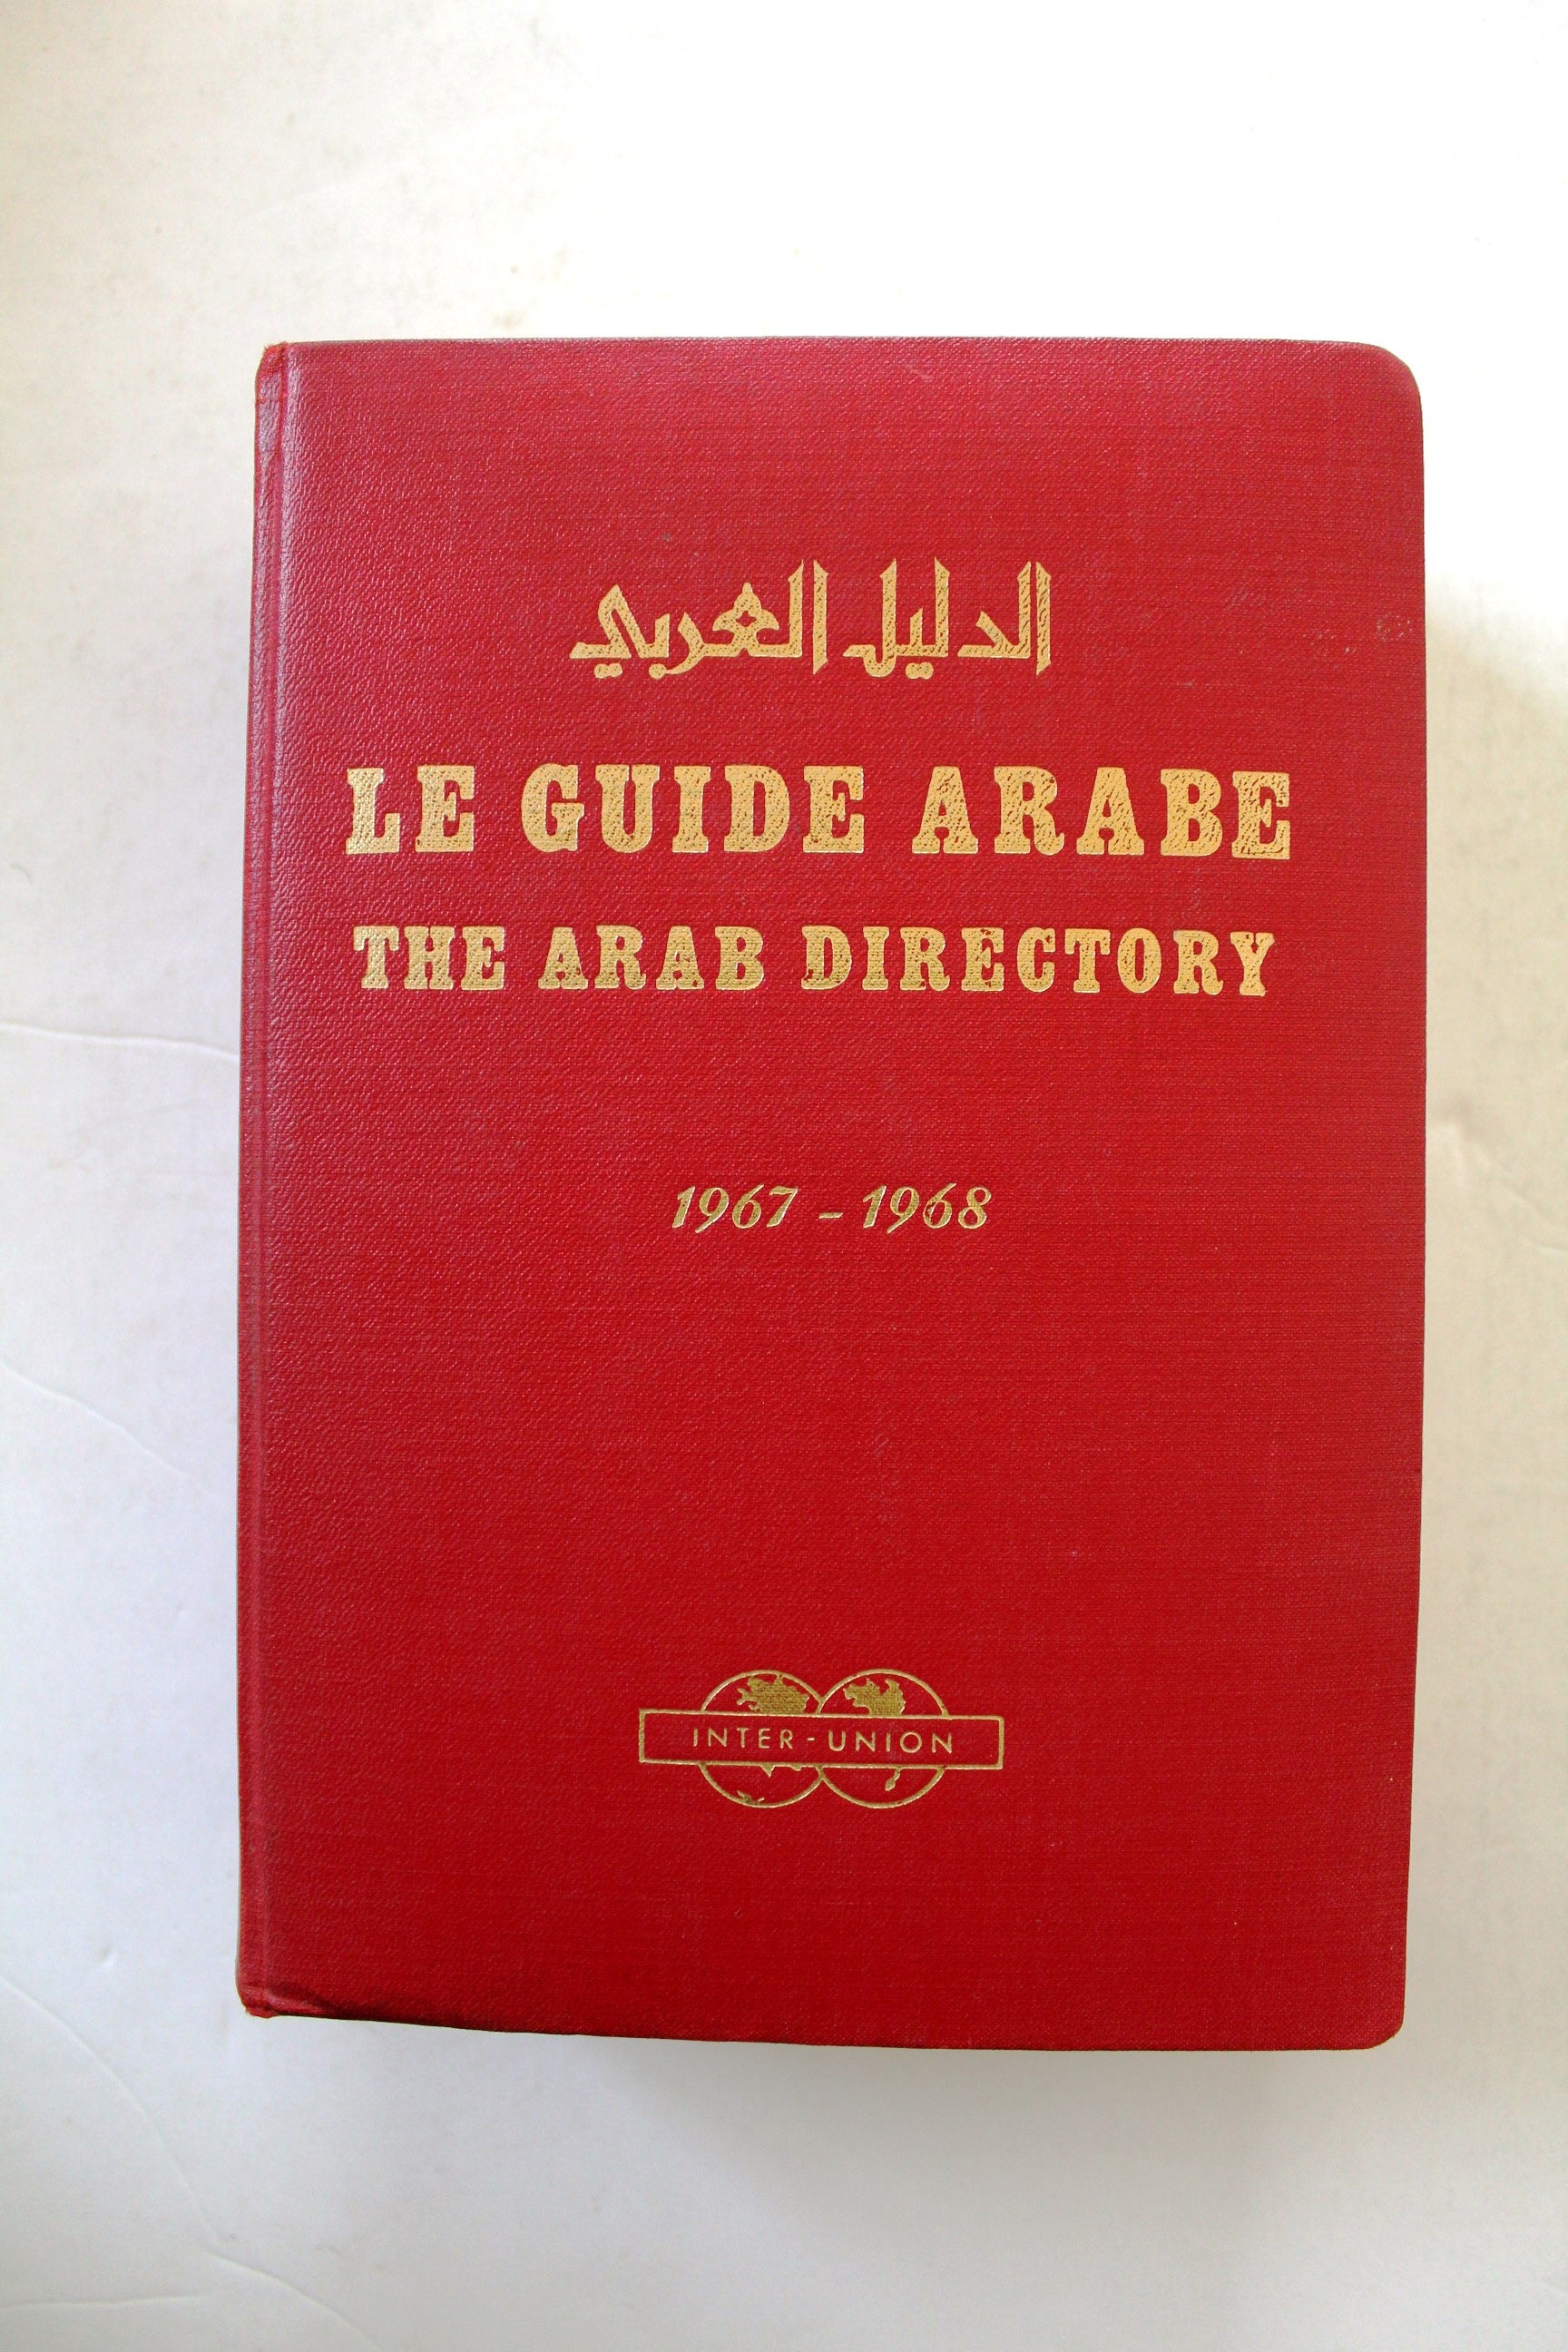 الدليل العربي
LE GUIDE ARABE
THE ARAB DIRECTORY
1967 - 1968
INTER-UNION